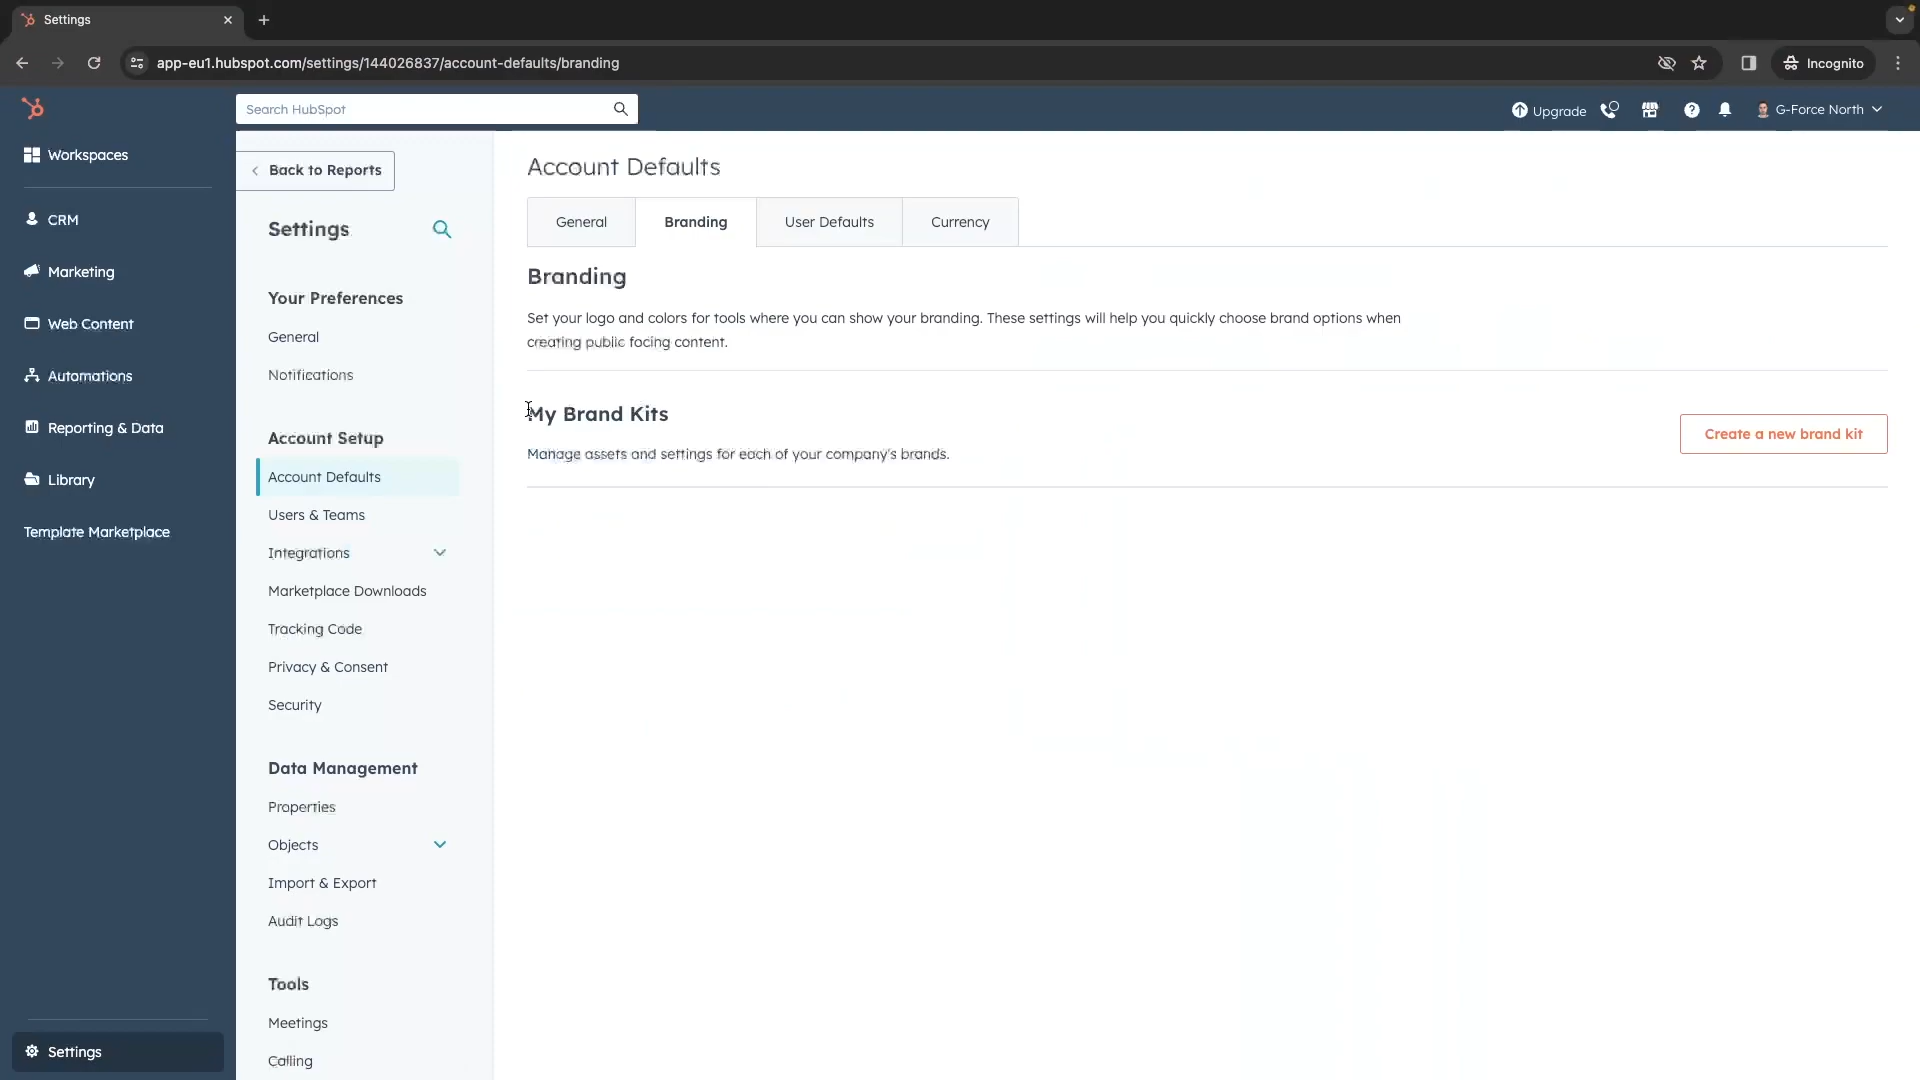 Settings
app-eu1.hubspot.com/settings/144026837/account-defaults/branding
Incognito
Search HubSpot
Upgrade
G-Force North
Workspaces
CRM
Marketing
Web Content
Automations
Reporting & Data
Library
Template Marketplace
Settings
Back to Reports
Settings
Your Preferences
General
Notifications
Account Setup
Account Defaults
Users & Teams
Integrations
Marketplace Downloads
Tracking Code
Privacy & Consent
Security
Data Management
Properties
Objects
Import & Export
Audit Logs
Tools
Meetings
Calling
Account Defaults
General
Branding
User Defaults
Currency
Branding
Set your logo and colors for tools where you can show your branding. These settings will help you quickly choose brand options when
creating public focing content.
My Brand Kits
Manage assets and settings for each of your company's brands.
Create a new brand kit